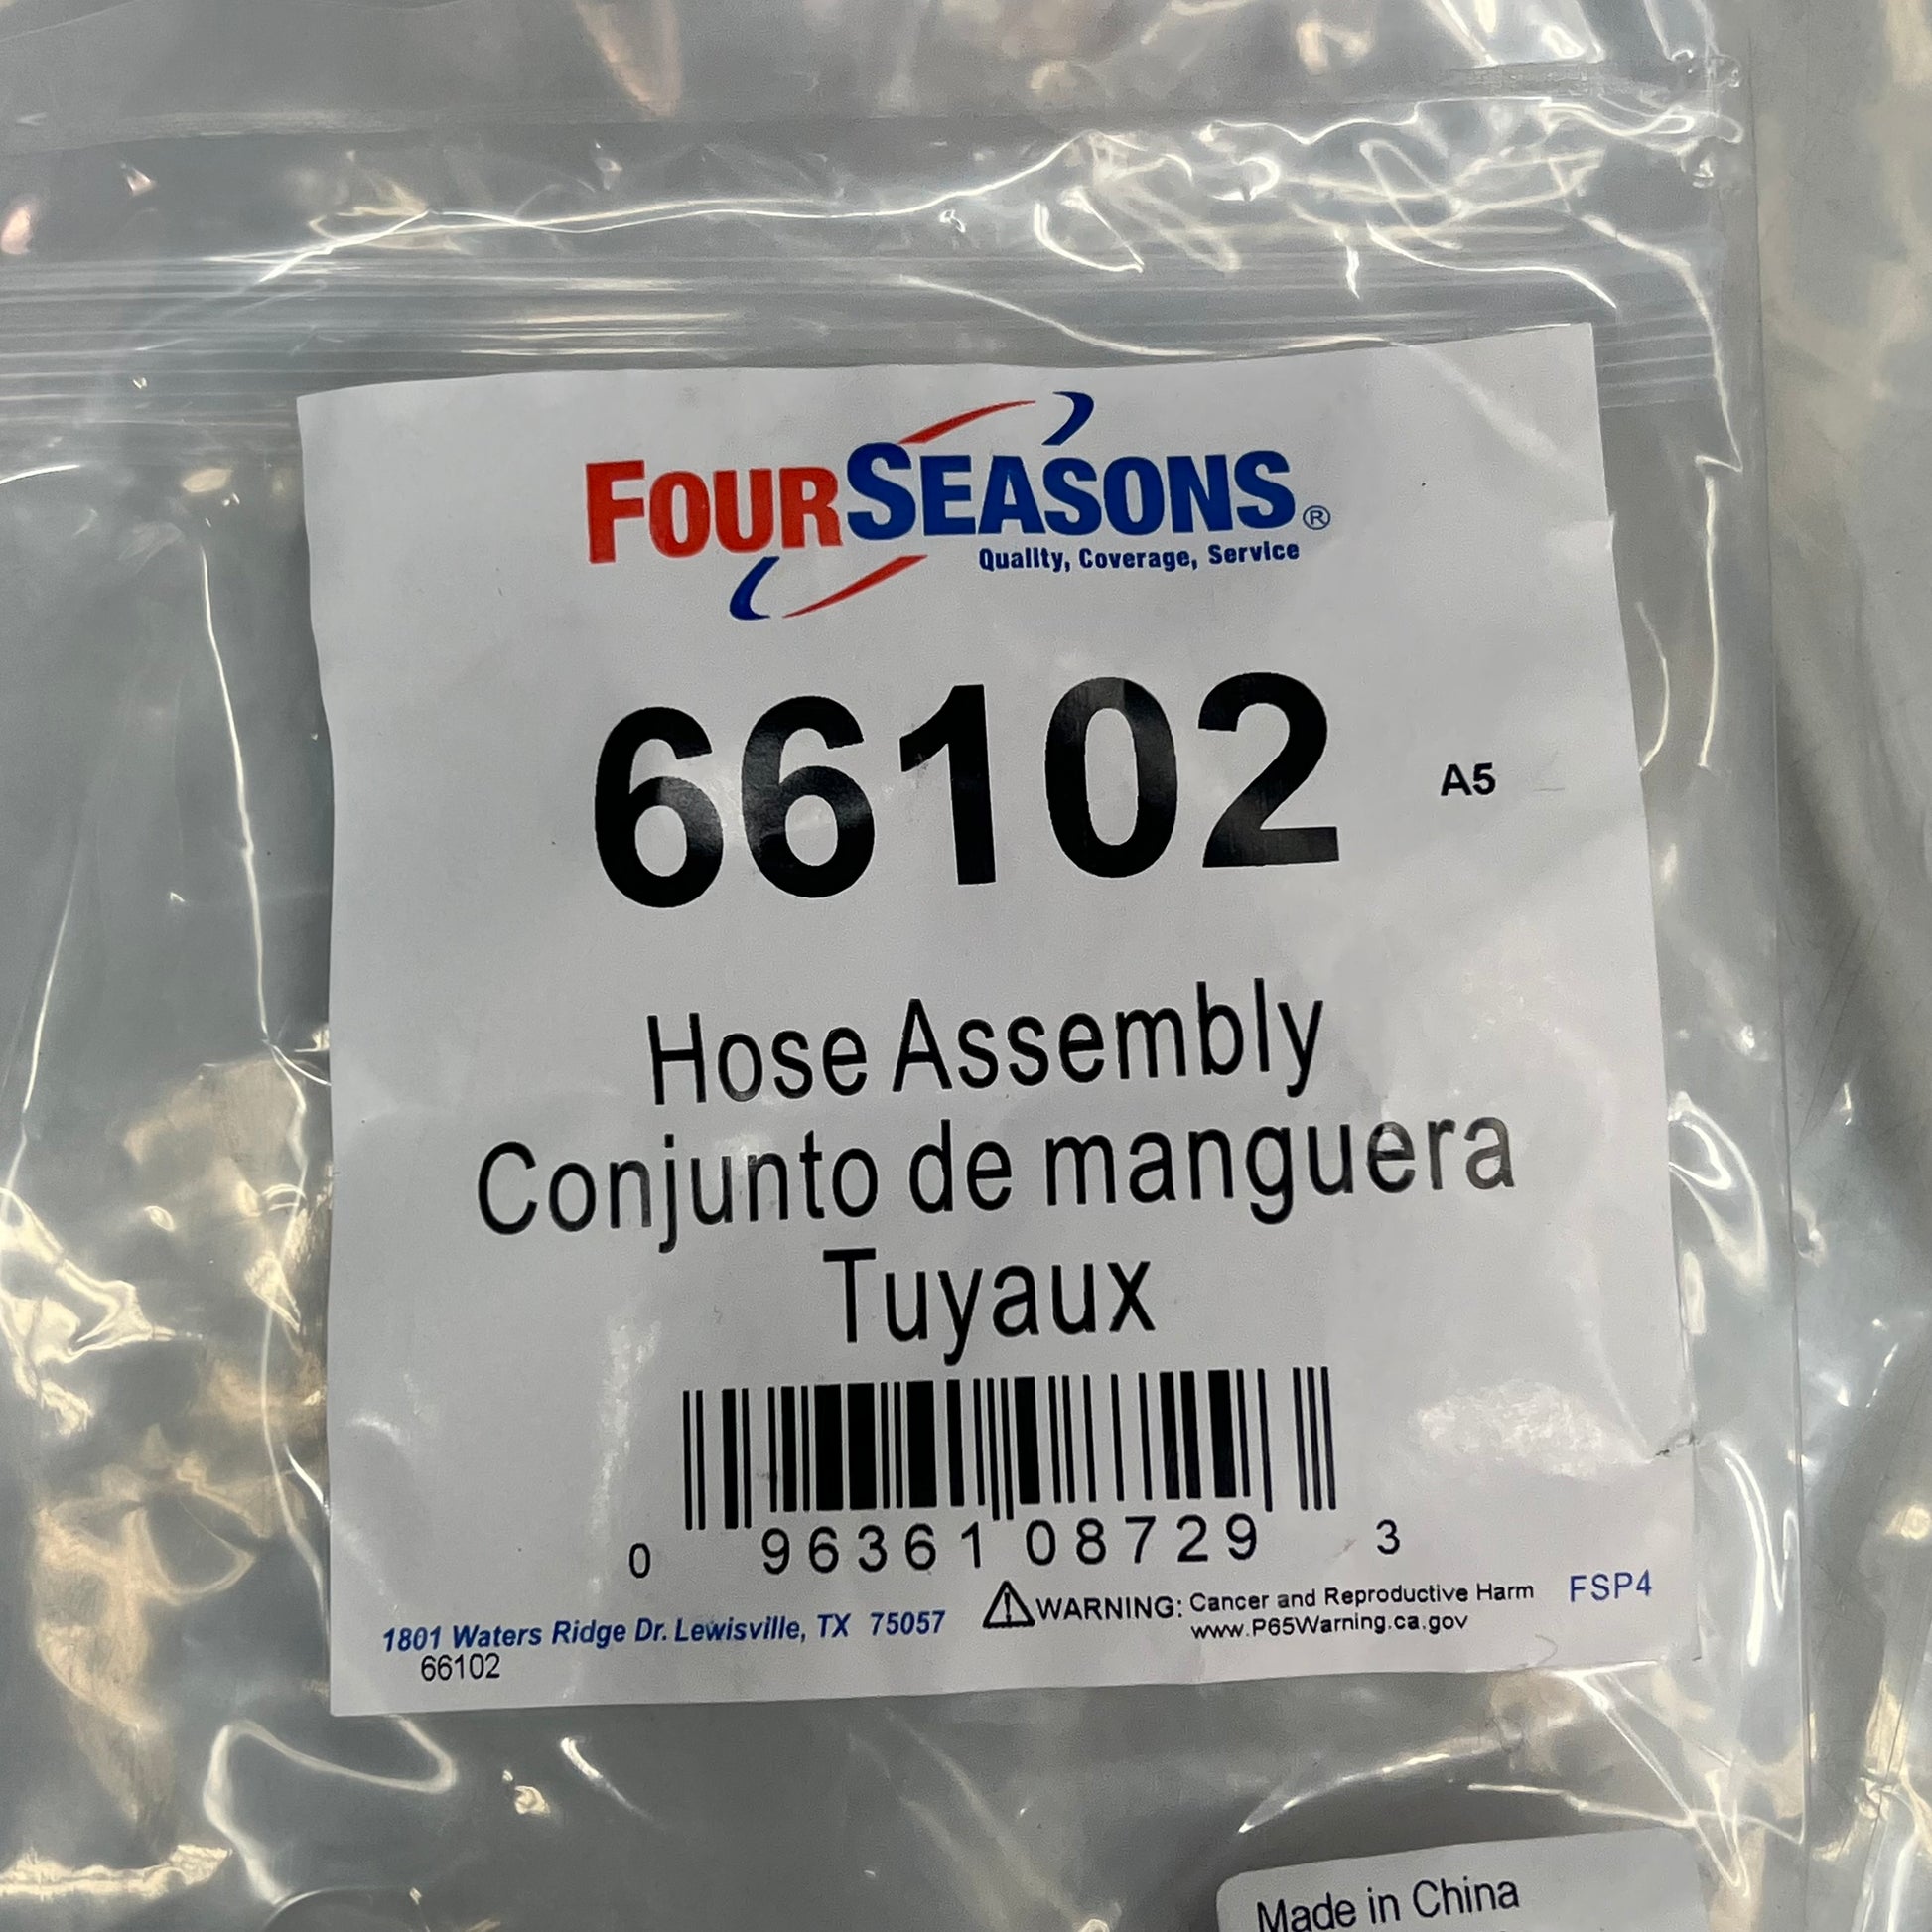 FOURSEASONS®
Quality, Coverage, Service
66102 A5
Hose Assembly
Conjunto de manguera
Tuyaux
0 96361 08729 3
WARNING: Cancer and Reproductive Harm FSP4
www.P65Warning.ca.gov
1801 Waters Ridge Dr. Lewisville, TX 75057
66102
Made in China